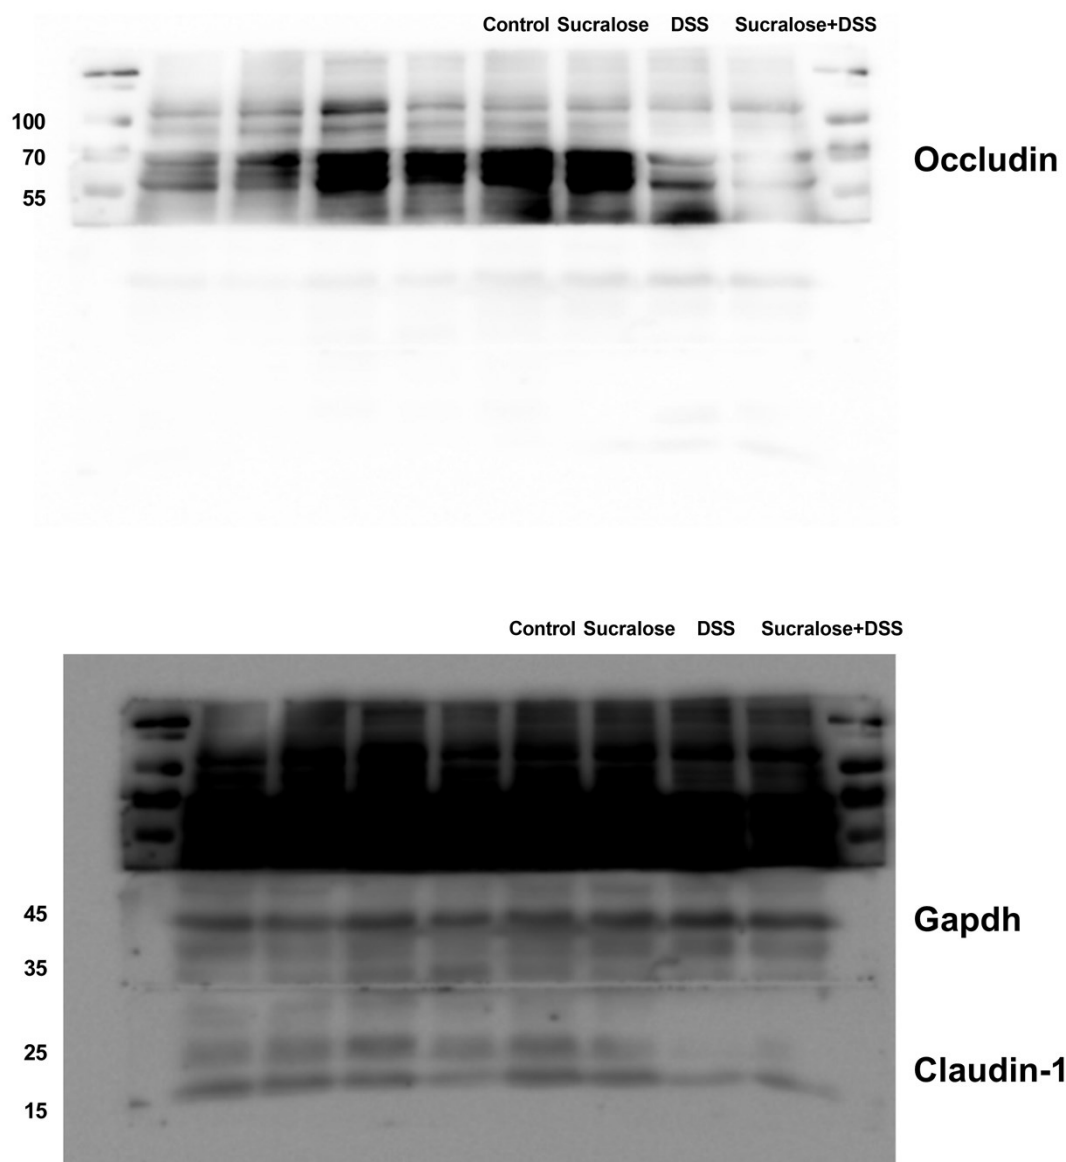 Control Sucralose DSS Sucralose+DSS
100
70
55
Occludin
Control Sucralose DSS Sucralose+DSS
45
35
Gapdh
25
15
Claudin-1